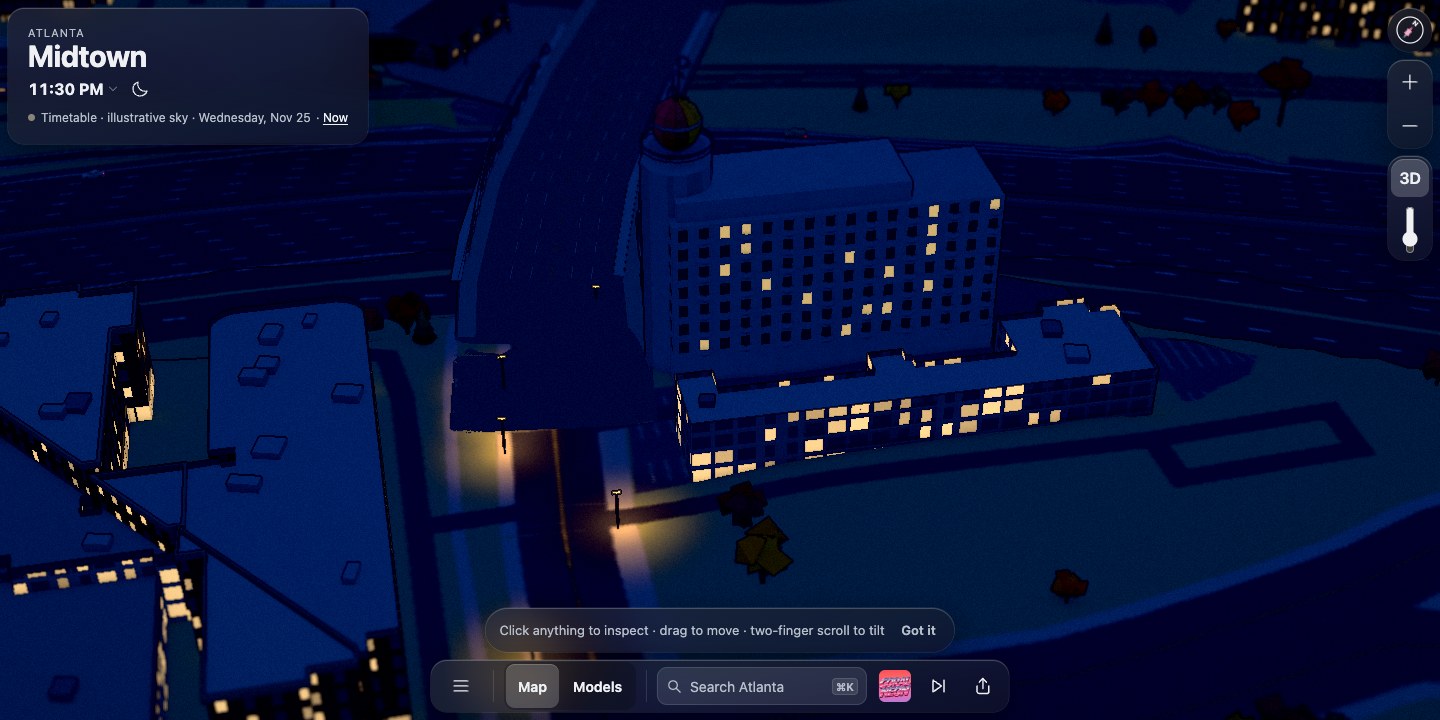 ATLANTA
Midtown
11:30 PM
Timetable · illustrative sky · Wednesday, Nov 25 · Now
3D
Click anything to inspect · drag to move · two-finger scroll to tilt Got it
Map Models Search Atlanta ⌘K